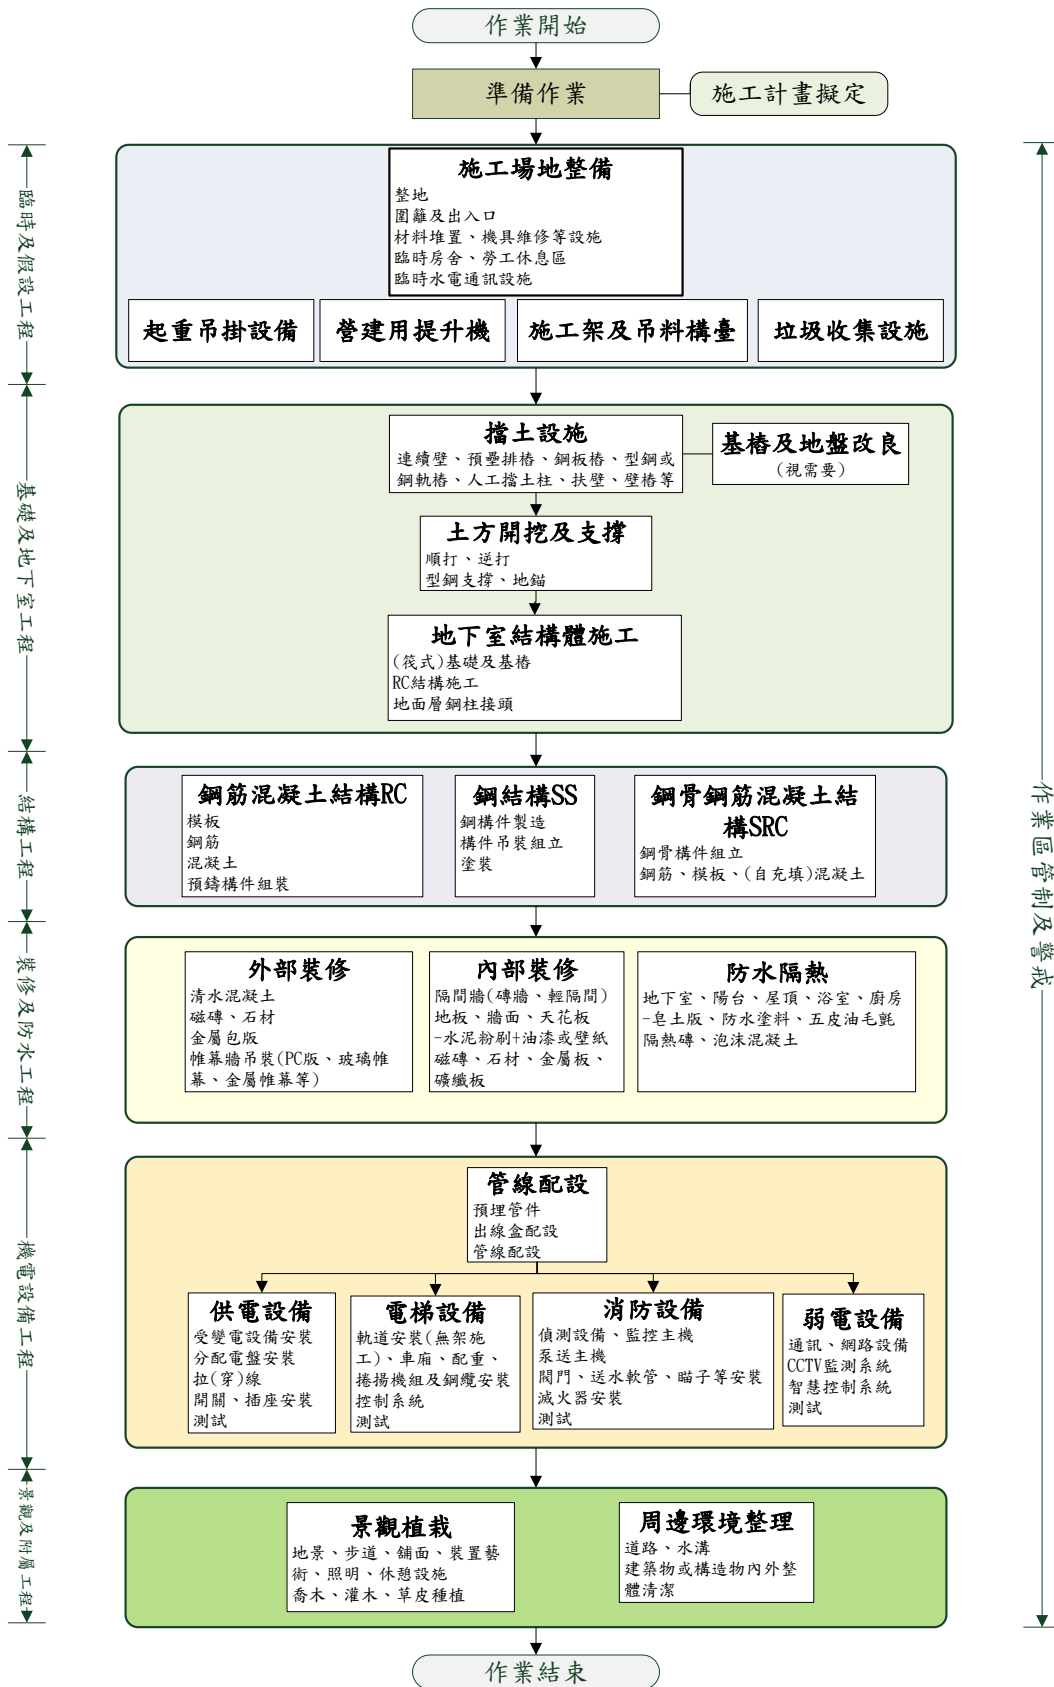 作業開始
準備作業
施工計畫擬定
臨時及假設工程
施工場地整備
整地
圍籬及出入口
材料堆置、機具維修等設施
臨時房舍、勞工休息區
臨時水電通訊設施
起重吊掛設備
營建用提升機
施工架及吊料構臺
垃圾收集設施
基礎及地下室工程
擋土設施
連續壁、預壘排樁、鋼板樁、型鋼或
鋼軌樁、人工擋土柱、扶壁、壁樁等
基樁及地盤改良
(視需要)
土方開挖及支撐
順打、逆打
型鋼支撐、地錨
地下室結構體施工
(筏式)基礎及基樁
RC結構施工
地面層鋼柱接頭
結構工程
鋼筋混凝土結構RC
模板
鋼筋
混凝土
預鑄構件組裝
鋼結構SS
鋼構件製造
構件吊裝組立
塗裝
鋼骨鋼筋混凝土結
構SRC
鋼骨構件組立
鋼筋、模板、(自充填)混凝土
作業區管制及警戒
裝修及防水工程
外部裝修
清水混凝土
磁磚、石材
金屬包版
帷幕牆吊裝(PC版、玻璃帷
幕、金屬帷幕等)
內部裝修
隔間牆(磚牆、輕隔間)
地板、牆面、天花板
-水泥粉刷+油漆或壁紙
磁磚、石材、金屬板、
礦纖板
防水隔熱
地下室、陽台、屋頂、浴室、廚房
-皂土版、防水塗料、五皮油毛氈
隔熱磚、泡沫混凝土
機電設備工程
管線配設
預埋管件
出線盒配設
管線配設
供電設備
受變電設備安裝
分配電盤安裝
拉(穿)線
開關、插座安裝
測試
電梯設備
軌道安裝(無架施
工)、車廂、配重、
捲揚機組及鋼纜安裝
控制系統
測試
消防設備
偵測設備、監控主機
泵送主機
閥門、送水軟管、瞄子等安裝
滅火器安裝
測試
弱電設備
通訊、網路設備
CCTV監測系統
智慧控制系統
測試
景觀及附屬工程
景觀植栽
地景、步道、舖面、裝置藝
術、照明、休憩設施
喬木、灌木、草皮種植
周邊環境整理
道路、水溝
建築物或構造物內外整
體清潔
作業結束